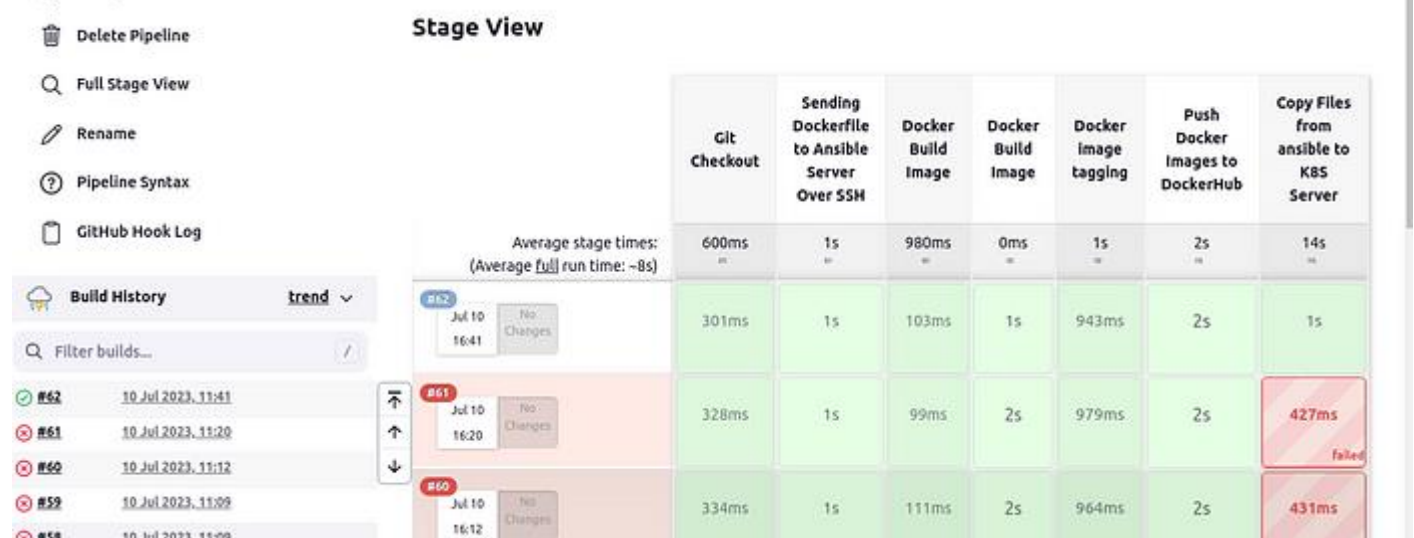 Delete Pipeline
Full Stage View
Rename
Pipeline Syntax
GitHub Hook Log
Build History trend
Filter builds... /
#62 10 Jul 2023, 11:41
#61 10 Jul 2023, 11:20
#60 10 Jul 2023, 11:12
#59 10 Jul 2023, 11:09
#58 10 Jul 2023, 11:09
Stage View
Git
Checkout
Sending
Dockerfile
to Ansible
Server
Over SSH
Docker
Build
Image
Docker
Build
Image
Docker
image
tagging
Push
Docker
Images to
DockerHub
Copy Files
from
ansible to
K8S
Server
Average stage times:
(Average full run time: ~8s)
600ms 1s 980ms 0ms 1s 2s 14s
#62
Jul 10
16:41
No
Changes
301ms 1s 103ms 1s 943ms 2s 1s
#61
Jul 10
16:20
No
Changes
328ms 1s 99ms 2s 979ms 2s 427ms
failed
#60
Jul 10
16:12
No
Changes
334ms 1s 111ms 2s 964ms 2s 431ms